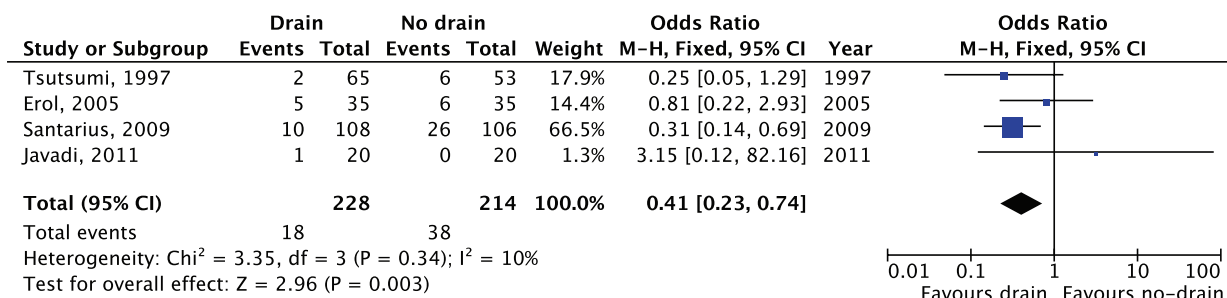 Drain No drain Odds Ratio Odds Ratio
Study or Subgroup Events Total Events Total Weight M-H, Fixed, 95% CI Year M-H, Fixed, 95% CI
Tsutsumi, 1997 2 65 6 53 17.9% 0.25 [0.05, 1.29] 1997
Erol, 2005 5 35 6 35 14.4% 0.81 [0.22, 2.93] 2005
Santarius, 2009 10 108 26 106 66.5% 0.31 [0.14, 0.69] 2009
Javadi, 2011 1 20 0 20 1.3% 3.15 [0.12, 82.16] 2011
Total (95% CI) 228 214 100.0% 0.41 [0.23, 0.74]
Total events 18 38
Heterogeneity: Chi² = 3.35, df = 3 (P = 0.34); I² = 10%
Test for overall effect: Z = 2.96 (P = 0.003)
0.01 0.1 1 10 100
Favours drain Favours no-drain